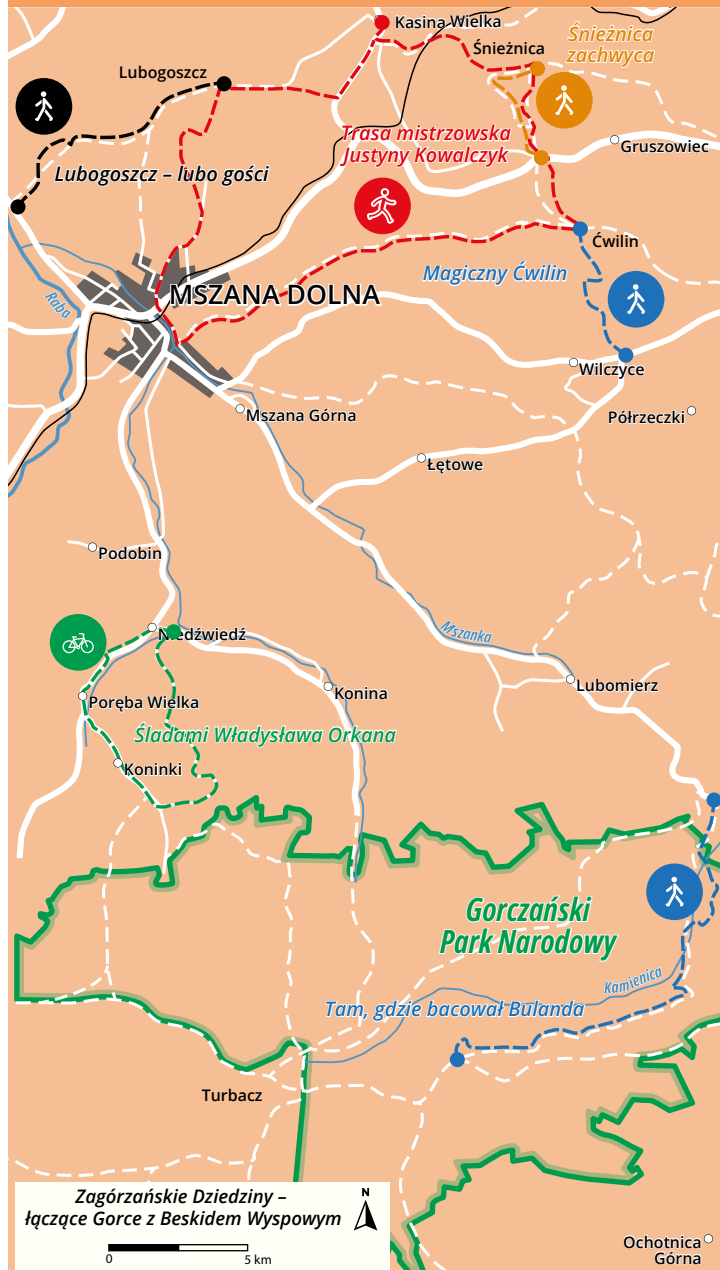 Kasina Wielka
Śnieżnica
zachwyca
Śnieżnica
Lubogoszcz
Trasa mistrzowska
Justyny Kowalczyk
Gruszowiec
Lubogoszcz – lubo gości
Ćwilin
Magiczny Ćwilin
MSZANA DOLNA
Raba
Wilczyce
Mszana Górna
Półrzeczki
Łętowe
Podobin
Niedźwiedź
Mszanka
Konina
Lubomierz
Poręba Wielka
Śladami Władysława Orkana
Koninki
Gorczański
Park Narodowy
Kamienica
Tam, gdzie bacował Bulanda
Turbacz
Zagórzańskie Dziedziny –
łączące Gorce z Beskidem Wyspowym
N
0
5 km
Ochotnica
Górna